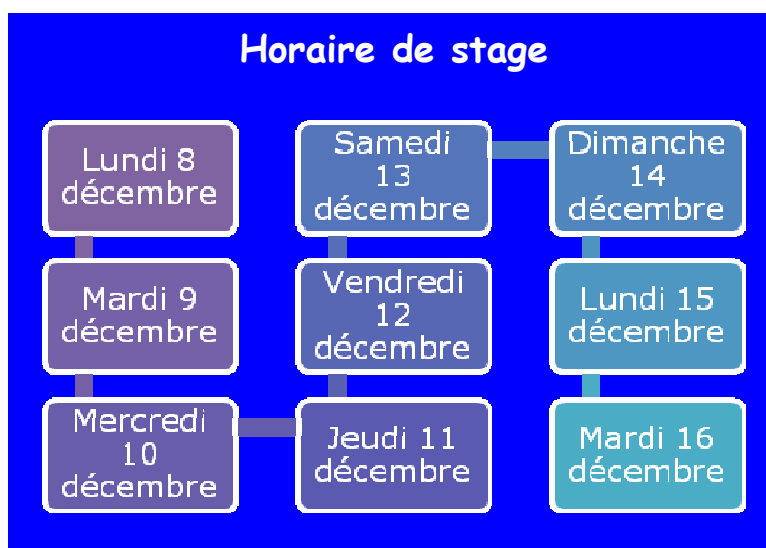 Horaire de stage
Lundi 8
décembre
Mardi 9
décembre
Mercredi
10
décembre
Jeudi 11
décembre
Vendredi
12
décembre
Samedi
13
décembre
Dimanche
14
décembre
Lundi 15
décembre
Mardi 16
décembre